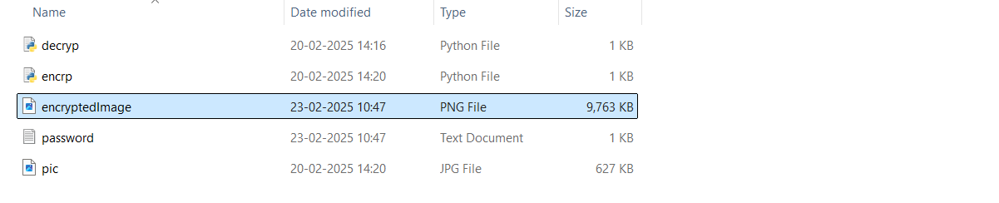 Name Date modified Type Size
decryp 20-02-2025 14:16 Python File 1 KB
encrp 20-02-2025 14:20 Python File 1 KB
encryptedImage 23-02-2025 10:47 PNG File 9,763 KB
password 23-02-2025 10:47 Text Document 1 KB
pic 20-02-2025 14:20 JPG File 627 KB